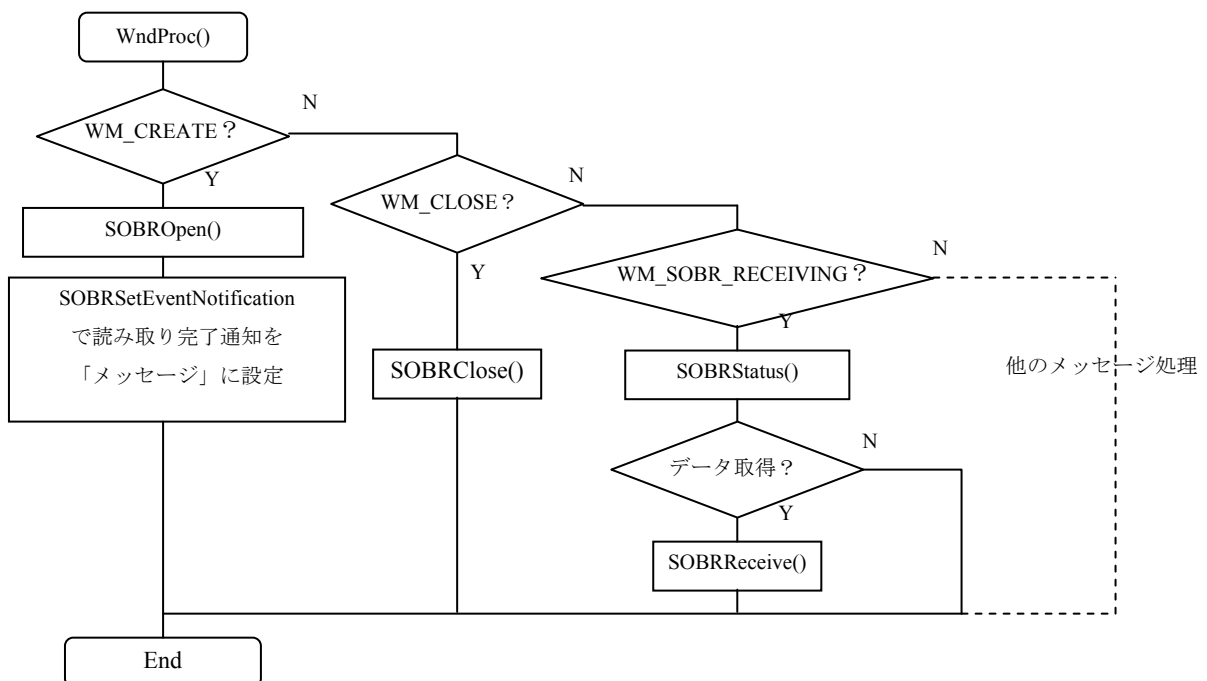 WndProc()
N
WM_CREATE？
Y
SOBROpen()
SOBRSetEventNotification
で読み取り完了通知を
「メッセージ」に設定
N
WM_CLOSE？
Y
SOBRClose()
N
WM_SOBR_RECEIVING？
Y
SOBRStatus()
他のメッセージ処理
N
データ取得？
Y
SOBRReceive()
End